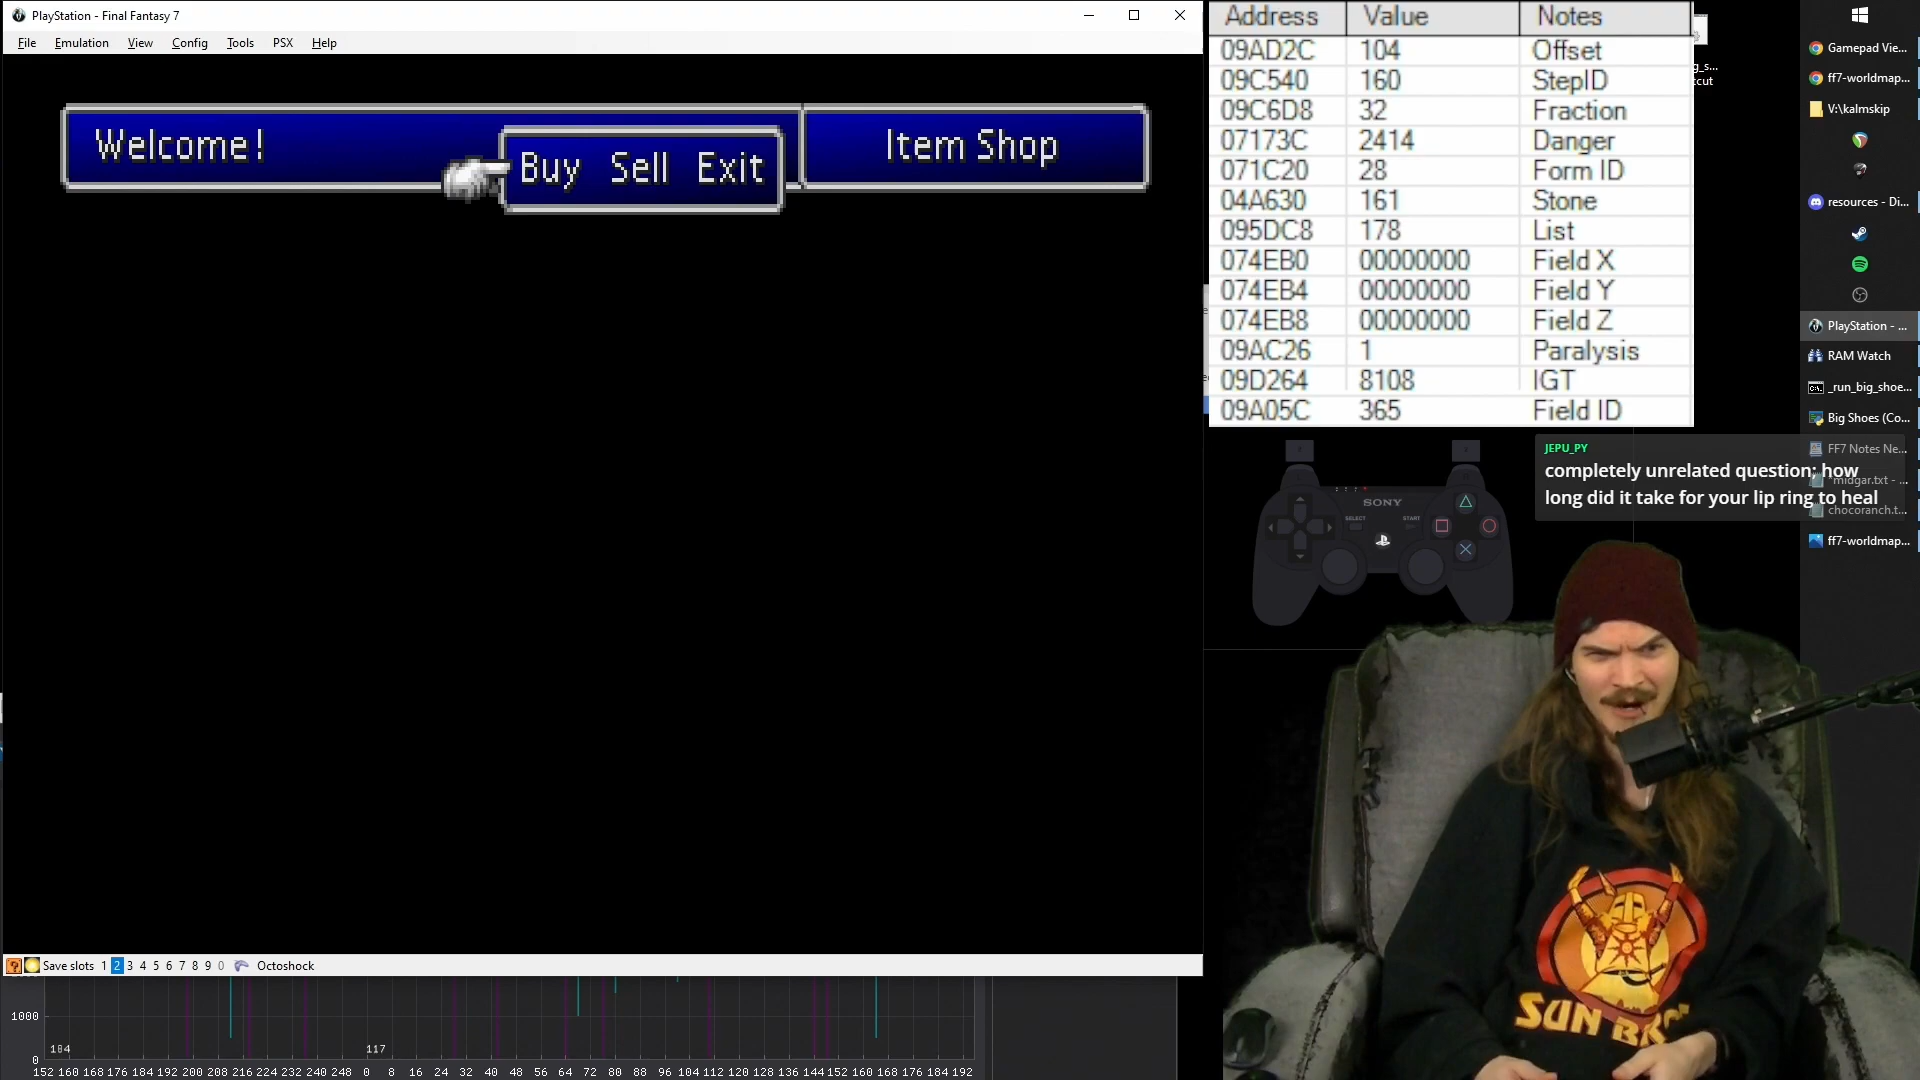 PlayStation - Final Fantasy 7
File Emulation View Config Tools PSX Help
Welcome!
Buy Sell Exit
Item Shop
Address Value Notes
09AD2C 104 Offset
09C540 160 StepID
09C6D8 32 Fraction
07173C 2414 Danger
071C20 28 Form ID
04A630 161 Stone
095DC8 178 List
074EB0 00000000 Field X
074EB4 00000000 Field Y
074EB8 00000000 Field Z
09AC26 1 Paralysis
09D264 8108 IGT
09A05C 365 Field ID
Gamepad Vie...
ff7-worldmap...
V:\kalmskip
resources - Di...
PlayStation - ...
RAM Watch
_run_big_shoe...
Big Shoes (Co...
FF7 Notes Ne...
*midgar.txt - ...
chocoranch.t...
ff7-worldmap...
JEPU_PY
completely unrelated question; how
long did it take for your lip ring to heal
SONY
SELECT START
SUN
Save slots 1 2 3 4 5 6 7 8 9 0 Octoshock
1000
0
104 117
152 160 168 176 184 192 200 208 216 224 232 240 248 0 8 16 24 32 40 48 56 64 72 80 88 96 104 112 120 128 136 144 152 160 168 176 184 192